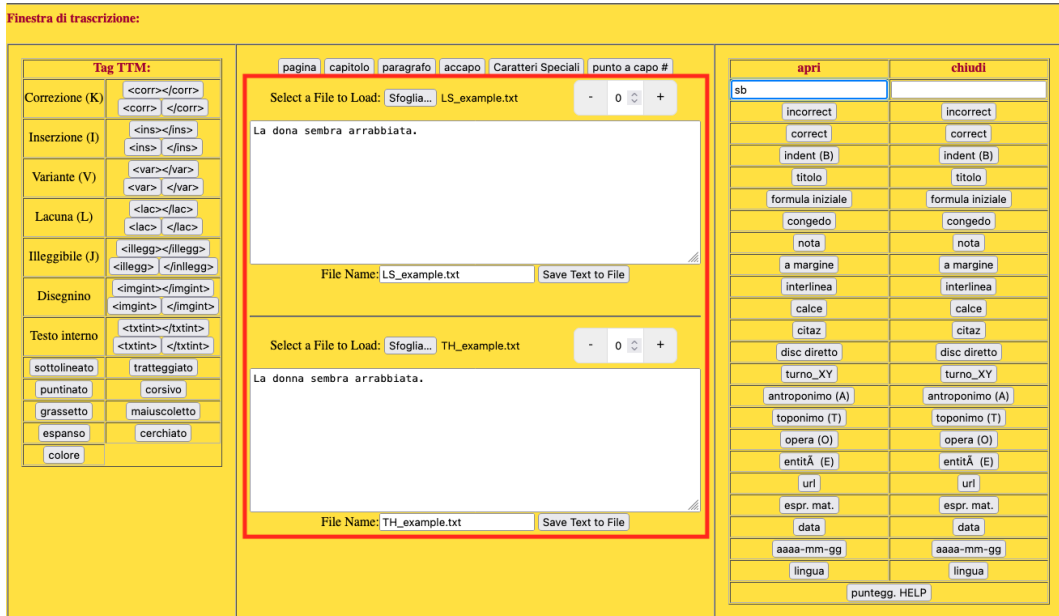 Finestra di trascrizione:
Tag TTM:
Correzione (K)
<corr></corr>
<corr> </corr>
Inserzione (I)
<ins></ins>
<ins> </ins>
Variante (V)
<var></var>
<var> </var>
Lacuna (L)
<lac></lac>
<lac> </lac>
Illeggibile (J)
<illegg></illegg>
<illegg> </inllegg>
Disegnino
<imgint></imgint>
<imgint> </imgint>
Testo interno
<txtint></txtint>
<txtint> </txtint>
sottolineato tratteggiato
puntinato corsivo
grassetto maiuscoletto
espanso cerchiato
colore
pagina capitolo paragrafo accapo Caratteri Speciali punto a capo #
Select a File to Load: Sfoglia... LS_example.txt - 0 +
La dona sembra arrabbiata.
File Name: LS_example.txt Save Text to File
Select a File to Load: Sfoglia... TH_example.txt - 0 +
La donna sembra arrabbiata.
File Name: TH_example.txt Save Text to File
apri chiudi
sb
incorrect incorrect
correct correct
indent (B) indent (B)
titolo titolo
formula iniziale formula iniziale
congedo congedo
nota nota
a margine a margine
interlinea interlinea
calce calce
citaz citaz
disc diretto disc diretto
turno_XY turno_XY
antroponimo (A) antroponimo (A)
toponimo (T) toponimo (T)
opera (O) opera (O)
entitÃ (E) entitÃ (E)
url url
espr. mat. espr. mat.
data data
aaaa-mm-gg aaaa-mm-gg
lingua lingua
puntegg. HELP